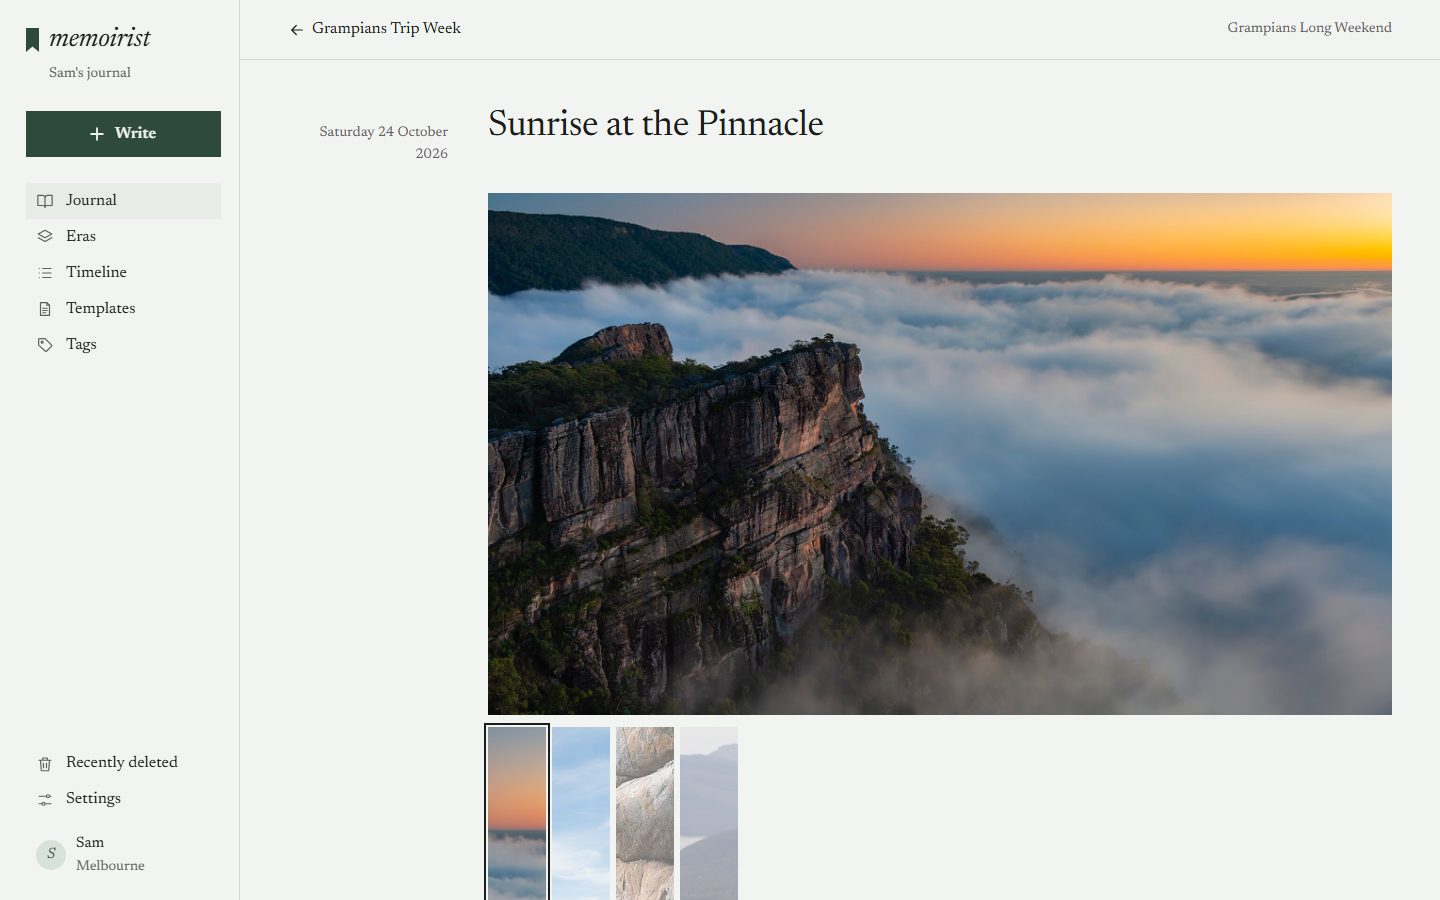 memoirist
Sam's journal
Write
Journal
Eras
Timeline
Templates
Tags
Recently deleted
Settings
S
Sam
Melbourne
Grampians Trip Week
Grampians Long Weekend
Saturday 24 October
2026
Sunrise at the Pinnacle